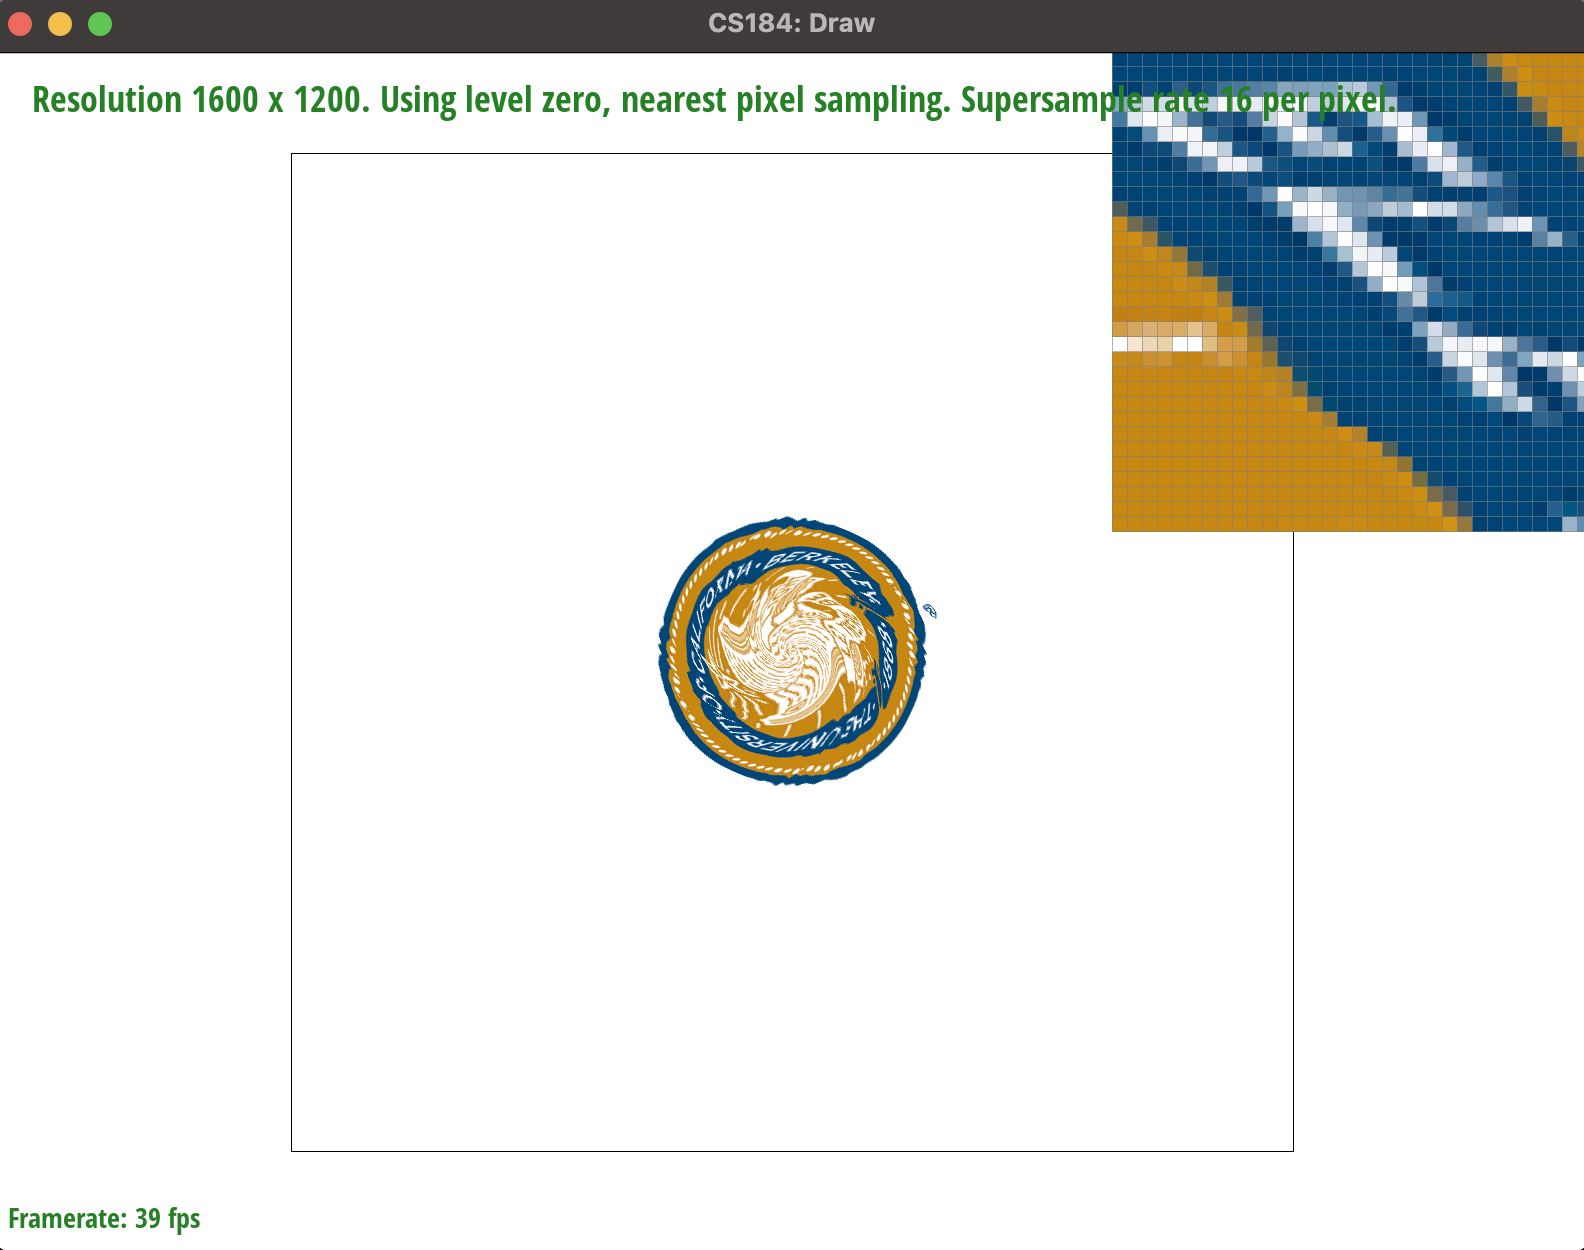 CS184: Draw
Resolution 1600 x 1200. Using level zero, nearest pixel sampling. Supersample rate 16 per pixel.
CALIFORNIA · BERKELEY
· 1868 ·
· THE UNIVERSITY OF
®
Framerate: 39 fps